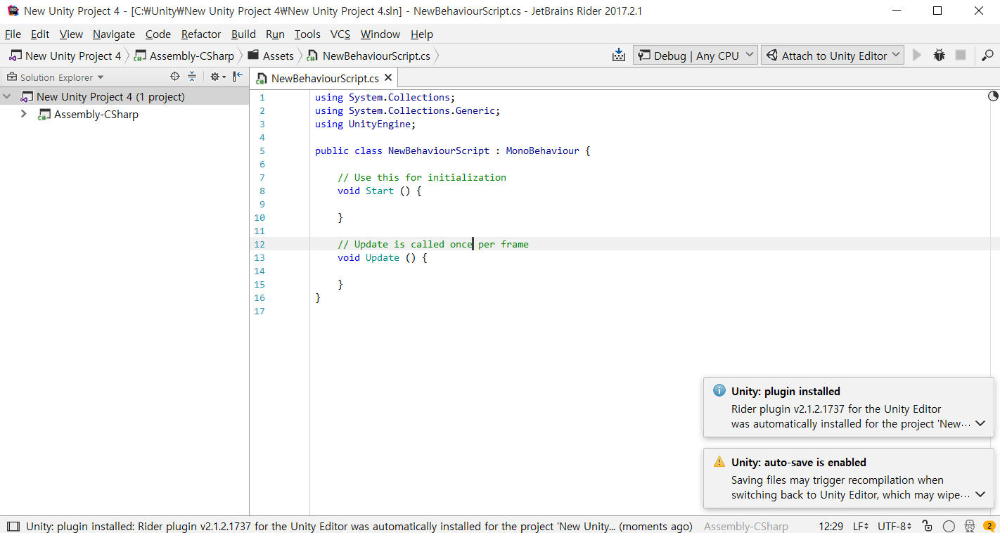 New Unity Project 4 - [C:₩Unity₩New Unity Project 4₩New Unity Project 4.sln] - NewBehaviourScript.cs - JetBrains Rider 2017.2.1
File Edit View Navigate Code Refactor Build Run Tools VCS Window Help
New Unity Project 4 Assembly-CSharp Assets NewBehaviourScript.cs Debug | Any CPU Attach to Unity Editor
Solution Explorer
NewBehaviourScript.cs
New Unity Project 4 (1 project)
Assembly-CSharp
1 using System.Collections;
2 using System.Collections.Generic;
3 using UnityEngine;
4
5 public class NewBehaviourScript : MonoBehaviour {
6
7 // Use this for initialization
8 void Start () {
9
10 }
11
12 // Update is called once per frame
13 void Update () {
14
15 }
16 }
17
Unity: plugin installed
Rider plugin v2.1.2.1737 for the Unity Editor
was automatically installed for the project 'New...
Unity: auto-save is enabled
Saving files may trigger recompilation when
switching back to Unity Editor, which may wipe...
Unity: plugin installed: Rider plugin v2.1.2.1737 for the Unity Editor was automatically installed for the project 'New Unity... (moments ago) Assembly-CSharp 12:29 LF UTF-8 2